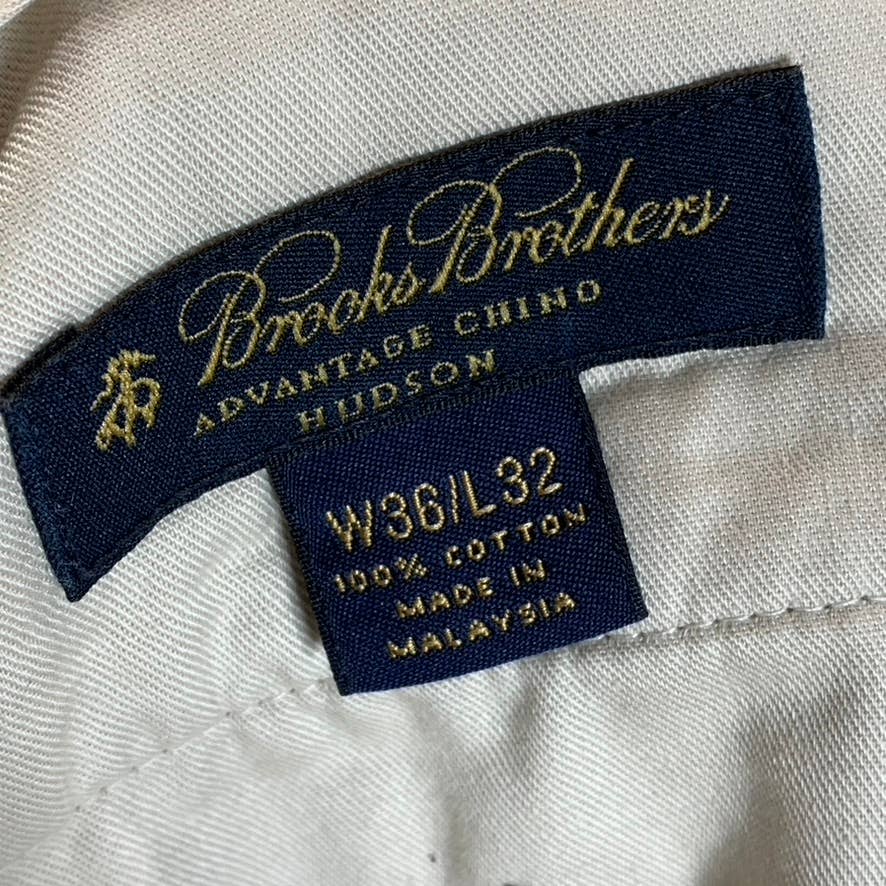 Brooks Brothers
ADVANTAGE CHINO
HUDSON
W36/L32
100% COTTON
MADE IN
MALAYSIA